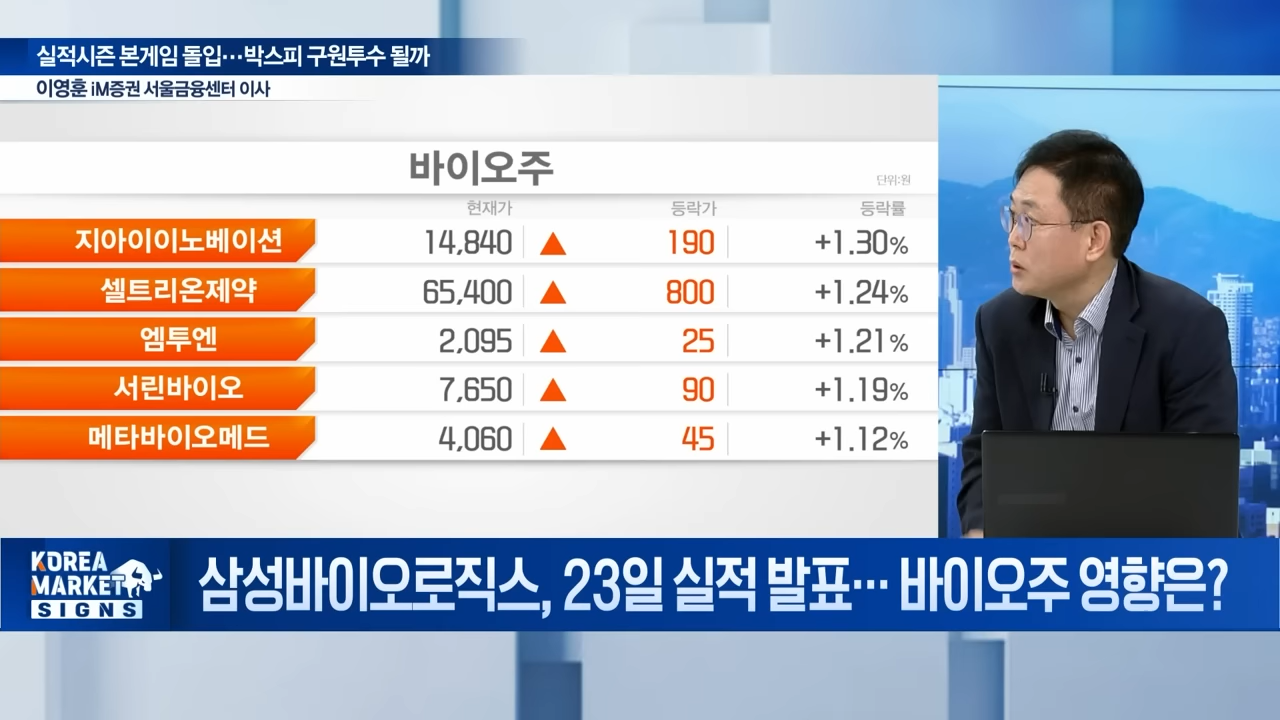 실적시즌 본게임 돌입…박스피 구원투수 될까
이영훈 iM증권 서울금융센터 이사
바이오주
단위:원
현재가 등락가 등락률
지아이이노베이션 14,840 ▲ 190 +1.30%
셀트리온제약 65,400 ▲ 800 +1.24%
엠투엔 2,095 ▲ 25 +1.21%
서린바이오 7,650 ▲ 90 +1.19%
메타바이오메드 4,060 ▲ 45 +1.12%
KOREA
MARKET
SIGNS
삼성바이오로직스, 23일 실적 발표… 바이오주 영향은?